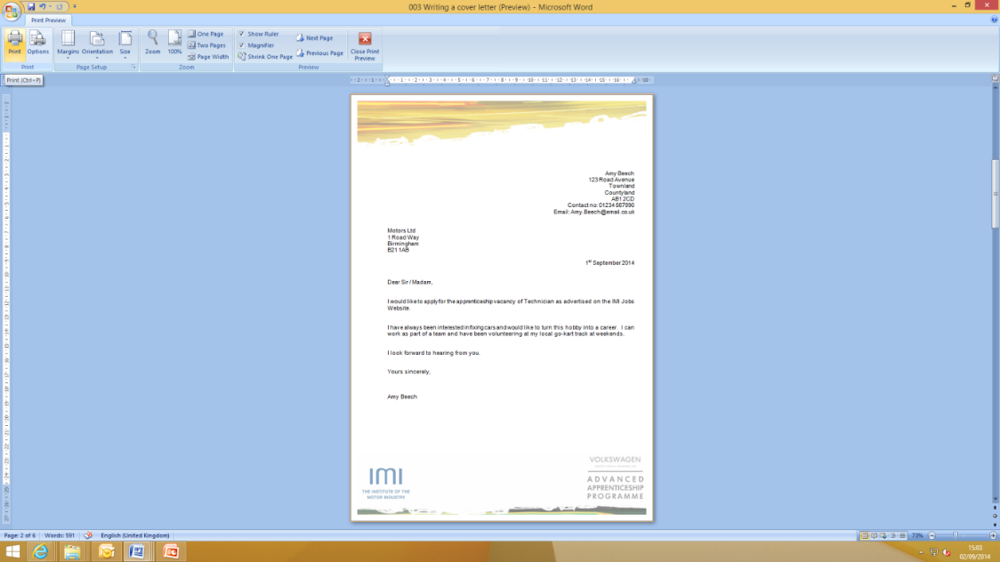 003 Writing a cover letter (Preview) - Microsoft Word
Print Preview
Print
Options
Margins
Orientation
Size
Zoom
100%
One Page
Two Pages
Page Width
Show Ruler
Magnifier
Shrink One Page
Next Page
Previous Page
Close Print
Preview
Print
Page Setup
Zoom
Preview
Print (Ctrl+P)
Amy Beech
123 Road Avenue
Townland
Countyland
AB1 2CD
Contact no: 01234 567890
Email: Amy.Beech@email.co.uk
Motors Ltd
1 Road Way
Birmingham
B21 1AB
1st September 2014
Dear Sir / Madam,
I would like to apply for the apprenticeship vacancy of Technician as advertised on the IMI Jobs
Website.
I have always been interested in fixing cars and would like to turn this hobby into a career. I can
work as part of a team and have been volunteering at my local go-kart track at weekends.
I look forward to hearing from you.
Yours sincerely,
Amy Beech
IMI
THE INSTITUTE OF THE
MOTOR INDUSTRY
VOLKSWAGEN
ADVANCED
APPRENTICESHIP
PROGRAMME
Page: 2 of 6
Words: 591
English (United Kingdom)
73%
15:03
02/09/2014